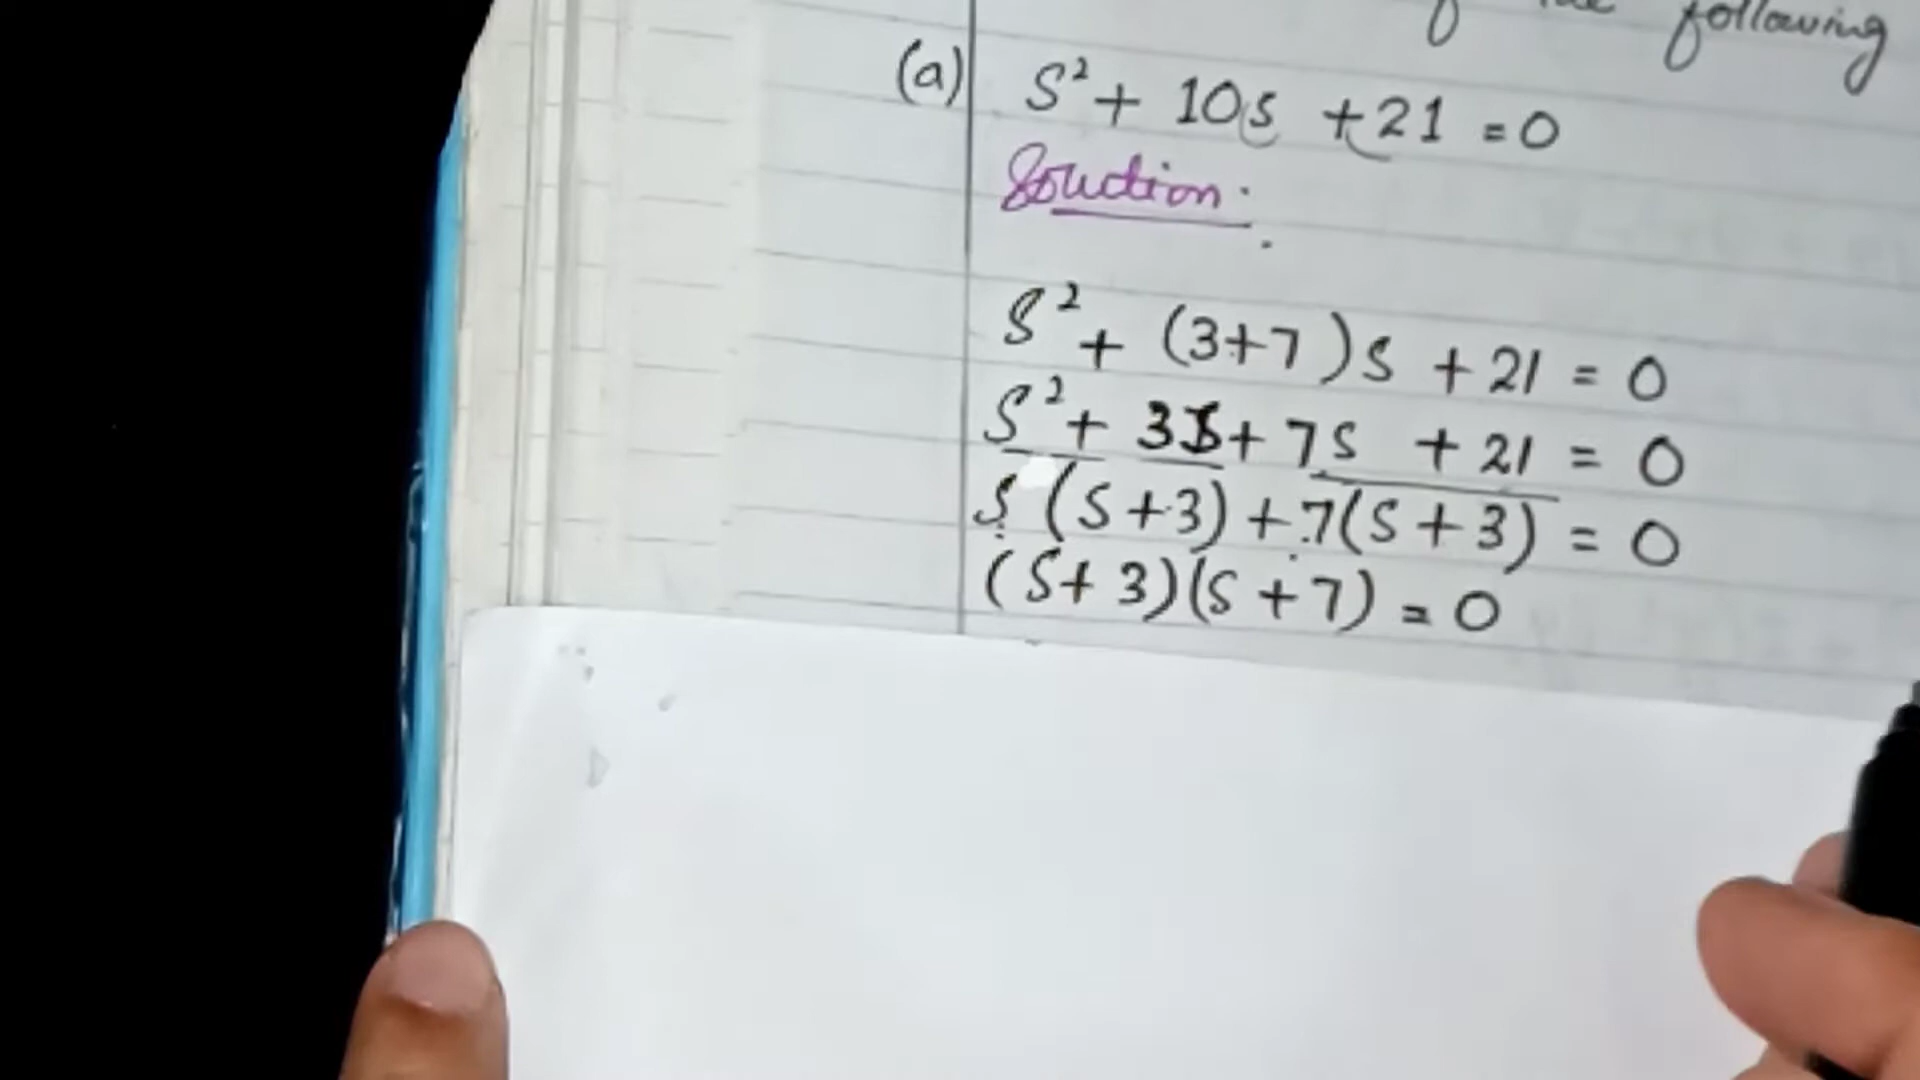 following
(a) S² + 10s + 21 = 0
Solution:
S² + (3+7)S + 21 = 0
S² + 3S + 7S + 21 = 0
S(S+3) + 7(S+3) = 0
(S+3)(S+7) = 0